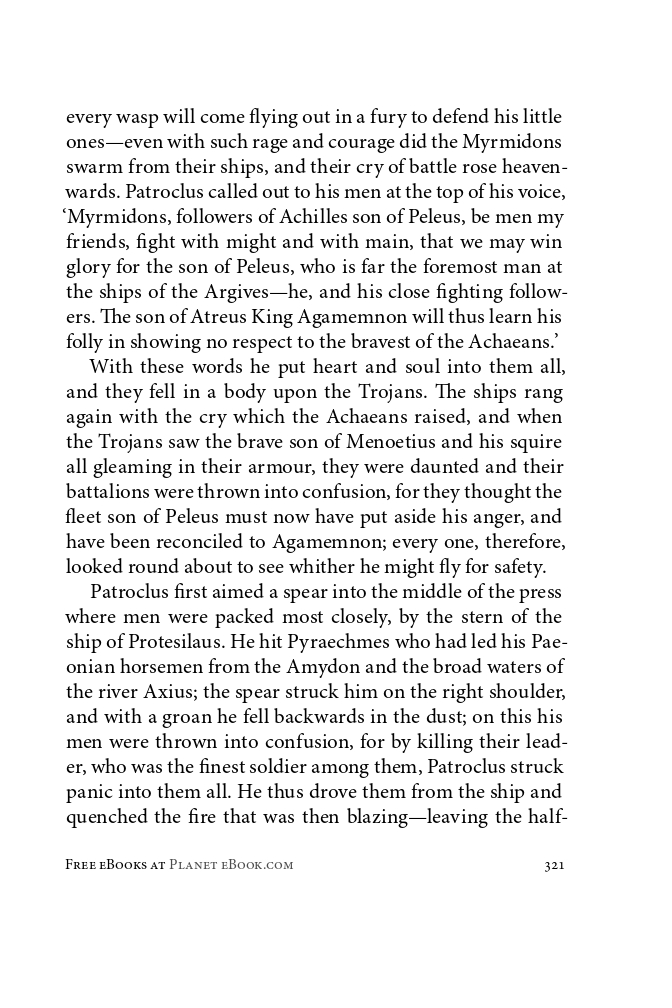 every wasp will come flying out in a fury to defend his little
ones—even with such rage and courage did the Myrmidons
swarm from their ships, and their cry of battle rose heaven-
wards. Patroclus called out to his men at the top of his voice,
‘Myrmidons, followers of Achilles son of Peleus, be men my
friends, fight with might and with main, that we may win
glory for the son of Peleus, who is far the foremost man at
the ships of the Argives—he, and his close fighting follow-
ers. The son of Atreus King Agamemnon will thus learn his
folly in showing no respect to the bravest of the Achaeans.’
With these words he put heart and soul into them all,
and they fell in a body upon the Trojans. The ships rang
again with the cry which the Achaeans raised, and when
the Trojans saw the brave son of Menoetius and his squire
all gleaming in their armour, they were daunted and their
battalions were thrown into confusion, for they thought the
fleet son of Peleus must now have put aside his anger, and
have been reconciled to Agamemnon; every one, therefore,
looked round about to see whither he might fly for safety.
Patroclus first aimed a spear into the middle of the press
where men were packed most closely, by the stern of the
ship of Protesilaus. He hit Pyraechmes who had led his Pae-
onian horsemen from the Amydon and the broad waters of
the river Axius; the spear struck him on the right shoulder,
and with a groan he fell backwards in the dust; on this his
men were thrown into confusion, for by killing their lead-
er, who was the finest soldier among them, Patroclus struck
panic into them all. He thus drove them from the ship and
quenched the fire that was then blazing—leaving the half-
Free eBooks at Planet eBook.com 321